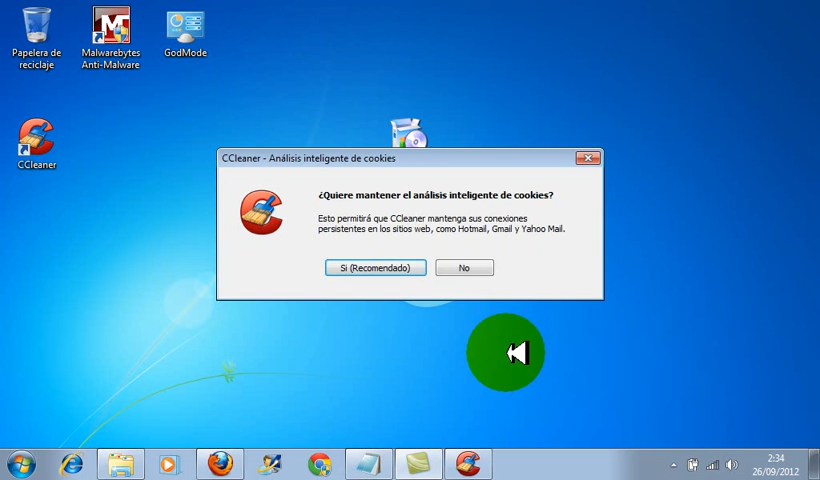 Papelera de
reciclaje
Malwarebytes
Anti-Malware
GodMode
CCleaner
CCleaner - Análisis inteligente de cookies
¿Quiere mantener el análisis inteligente de cookies?
Esto permitirá que CCleaner mantenga sus conexiones
persistentes en los sitios web, como Hotmail, Gmail y Yahoo Mail.
Si (Recomendado)
No
2:34
26/09/2012